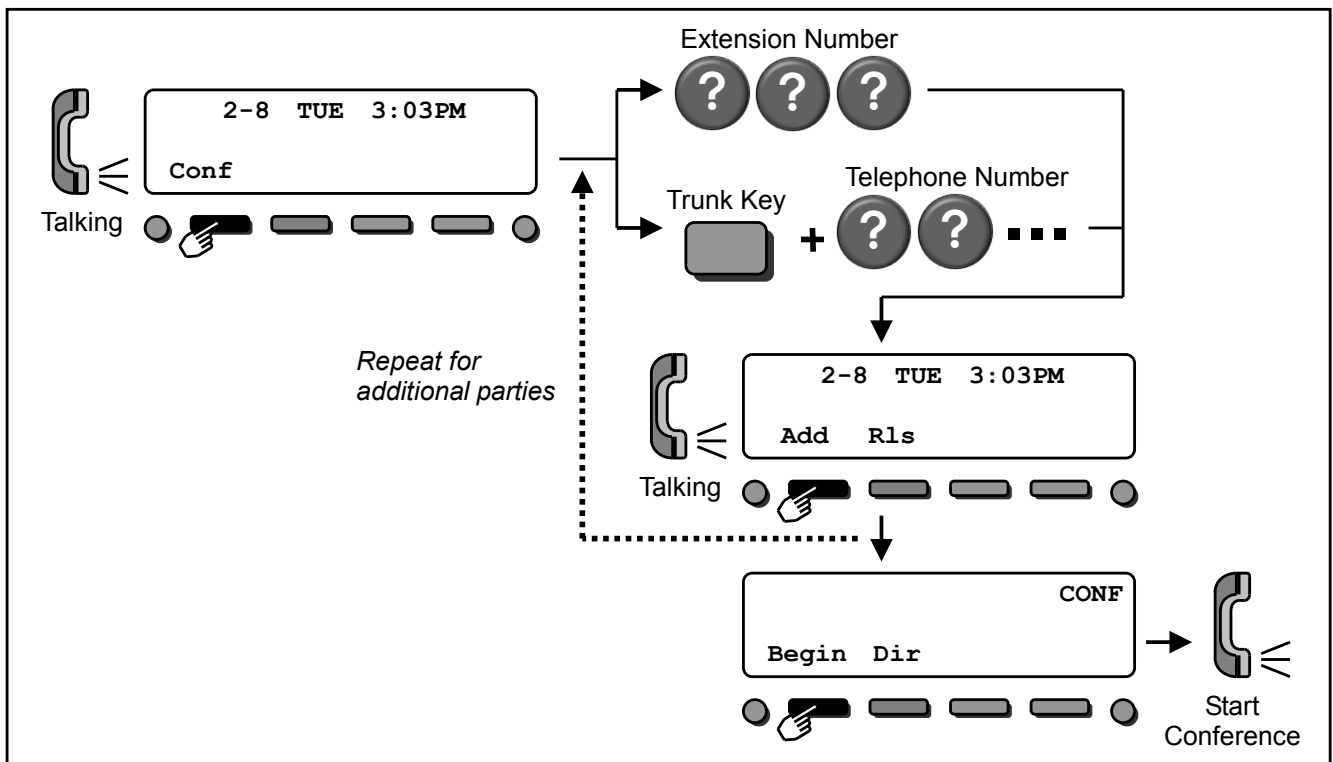 Extension Number
? ? ?
2-8 TUE 3:03PM
Conf
Talking
Trunk Key
+
Telephone Number
? ? ...
Repeat for
additional parties
2-8 TUE 3:03PM
Add Rls
Talking
CONF
Begin Dir
Start
Conference